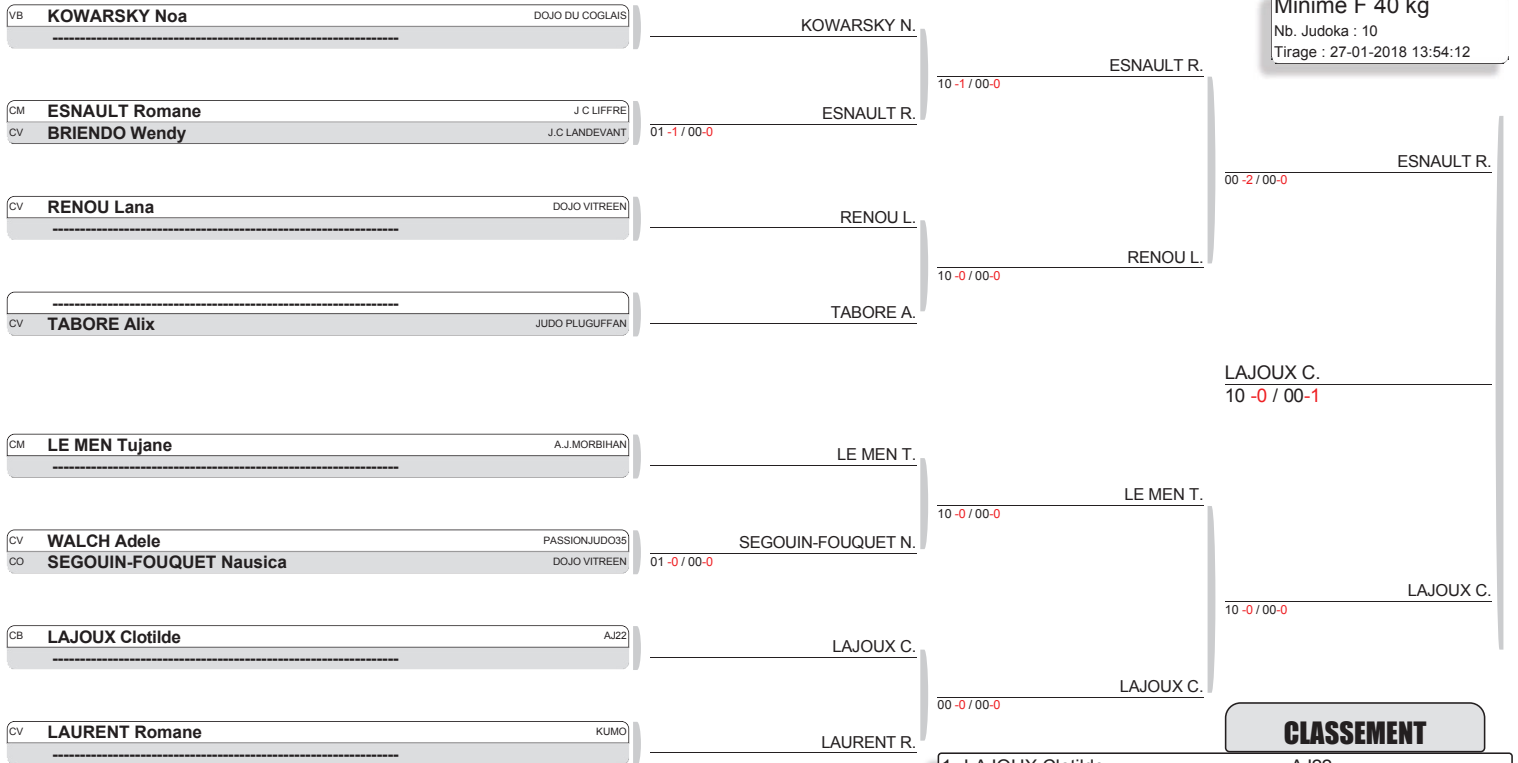 Minime F 40 kg
Nb. Judoka : 10
Tirage : 27-01-2018 13:54:12
VB KOWARSKY Noa DOJO DU COGLAIS
------------------------------------------------------------------
CM ESNAULT Romane J C LIFFRE
CV BRIENDO Wendy J.C LANDEVANT
CV RENOU Lana DOJO VITREEN
------------------------------------------------------------------
------------------------------------------------------------------
CV TABORE Alix JUDO PLUGUFFAN
CM LE MEN Tujane A.J.MORBIHAN
------------------------------------------------------------------
CV WALCH Adele PASSIONJUDO35
CO SEGOUIN-FOUQUET Nausica DOJO VITREEN
CB LAJOUX Clotilde AJ22
------------------------------------------------------------------
CV LAURENT Romane KUMO
------------------------------------------------------------------
KOWARSKY N.
ESNAULT R.
01 -1 / 00-0
RENOU L.
TABORE A.
LE MEN T.
SEGOUIN-FOUQUET N.
01 -0 / 00-0
LAJOUX C.
LAURENT R.
ESNAULT R.
10 -1 / 00-0
RENOU L.
10 -0 / 00-0
LE MEN T.
10 -0 / 00-0
LAJOUX C.
00 -0 / 00-0
ESNAULT R.
00 -2 / 00-0
LAJOUX C.
10 -0 / 00-1
LAJOUX C.
10 -0 / 00-0
CLASSEMENT
1 LAJOUX Clotilde AJ22